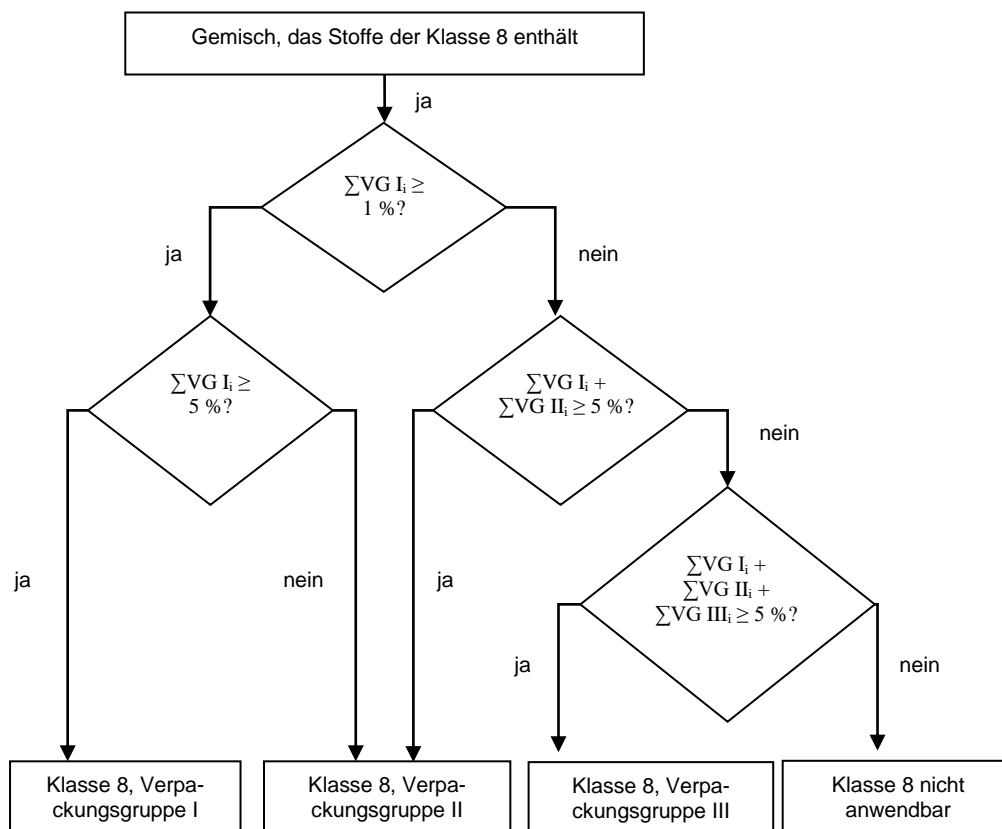 Gemisch, das Stoffe der Klasse 8 enthält
ja
∑VG Iᵢ ≥
1 %?
ja
nein
∑VG Iᵢ ≥
5 %?
∑VG Iᵢ +
∑VG IIᵢ ≥ 5 %?
nein
ja
nein
ja
∑VG Iᵢ +
∑VG IIᵢ +
∑VG IIIᵢ ≥ 5 %?
ja
nein
Klasse 8, Verpa-
ckungsgruppe I
Klasse 8, Verpa-
ckungsgruppe II
Klasse 8, Verpa-
ckungsgruppe III
Klasse 8 nicht
anwendbar